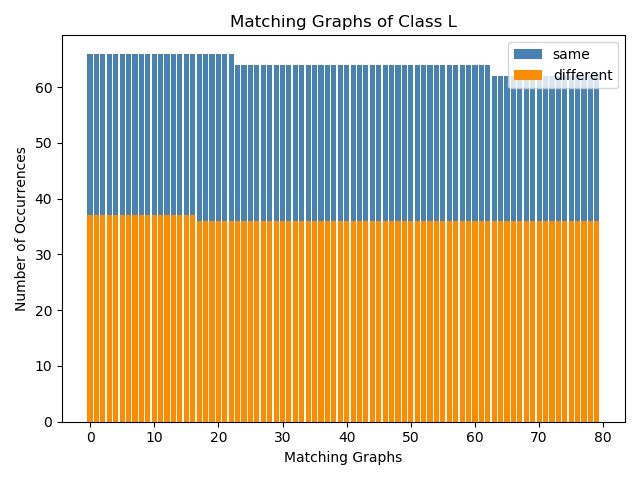 Matching Graphs of Class L
same
different
Number of Occurrences
60
50
40
30
20
10
0
0 10 20 30 40 50 60 70 80
Matching Graphs